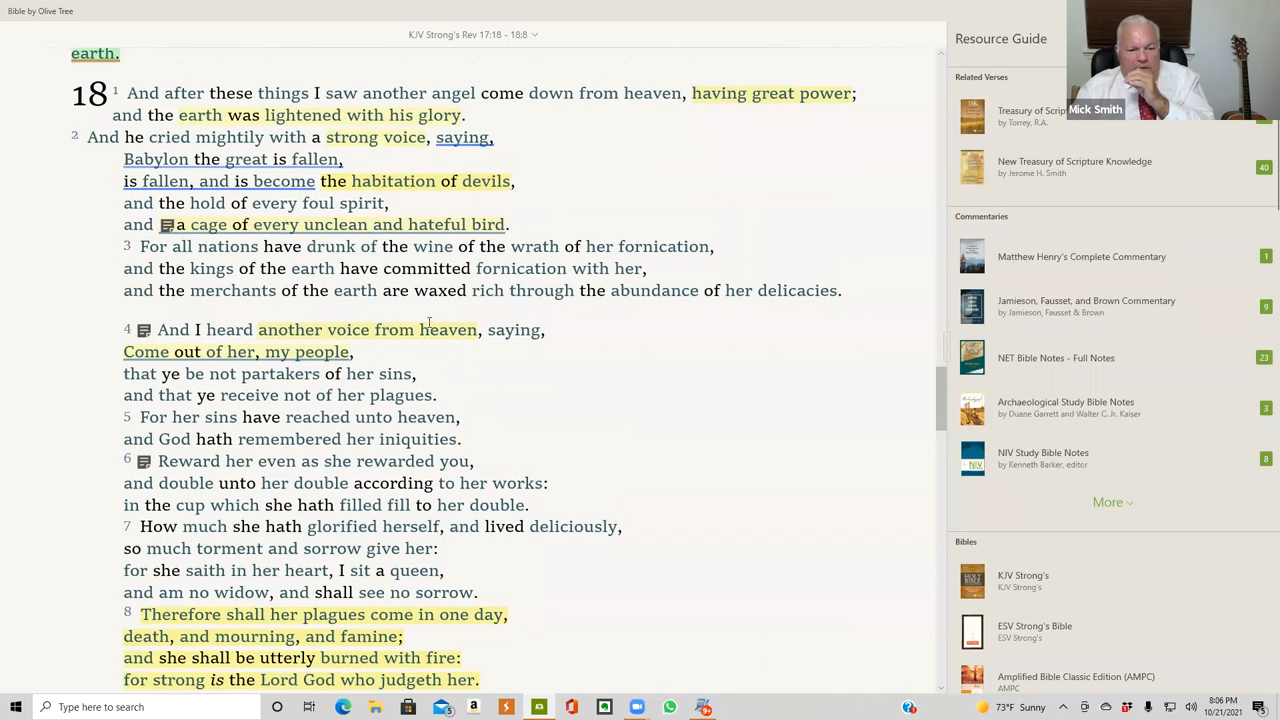 Bible by Olive Tree
KJV Strong's Rev 17:18 - 18:8
earth.
18
1 And after these things I saw another angel come down from heaven, having great power;
and the earth was lightened with his glory.
2 And he cried mightily with a strong voice, saying,
Babylon the great is fallen,
is fallen, and is become the habitation of devils,
and the hold of every foul spirit,
and a cage of every unclean and hateful bird.
3 For all nations have drunk of the wine of the wrath of her fornication,
and the kings of the earth have committed fornication with her,
and the merchants of the earth are waxed rich through the abundance of her delicacies.
4 And I heard another voice from heaven, saying,
Come out of her, my people,
that ye be not partakers of her sins,
and that ye receive not of her plagues.
5 For her sins have reached unto heaven,
and God hath remembered her iniquities.
6 Reward her even as she rewarded you,
and double unto her double according to her works:
in the cup which she hath filled fill to her double.
7 How much she hath glorified herself, and lived deliciously,
so much torment and sorrow give her:
for she saith in her heart, I sit a queen,
and am no widow, and shall see no sorrow.
8 Therefore shall her plagues come in one day,
death, and mourning, and famine;
and she shall be utterly burned with fire:
for strong is the Lord God who judgeth her.
Resource Guide
Related Verses
Treasury of Scrip
by Torrey, R.A.
Mick Smith
New Treasury of Scripture Knowledge
by Jerome H. Smith
40
Commentaries
Matthew Henry's Complete Commentary
1
Jamieson, Fausset, and Brown Commentary
by Jamieson, Fausset & Brown
9
NET Bible Notes - Full Notes
23
Archaeological Study Bible Notes
by Duane Garrett and Walter C. Jr. Kaiser
3
NIV Study Bible Notes
by Kenneth Barker, editor
8
More
Bibles
KJV Strong's
KJV Strong's
ESV Strong's Bible
ESV Strong's
Amplified Bible Classic Edition (AMPC)
AMPC
Type here to search
73°F Sunny
8:06 PM
10/21/2021